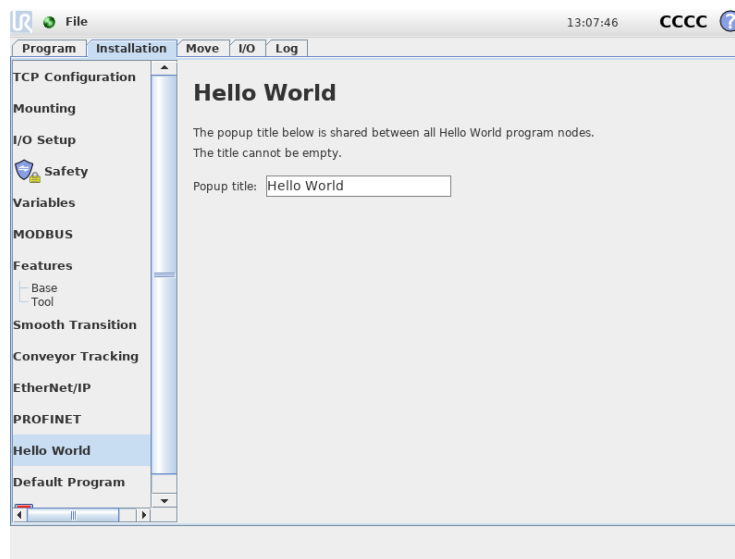 UR File 13:07:46 CCCC ?
Program Installation Move I/O Log
TCP Configuration
Mounting
I/O Setup
Safety
Variables
MODBUS
Features
Base
Tool
Smooth Transition
Conveyor Tracking
EtherNet/IP
PROFINET
Hello World
Default Program
Hello World
The popup title below is shared between all Hello World program nodes.
The title cannot be empty.
Popup title: Hello World